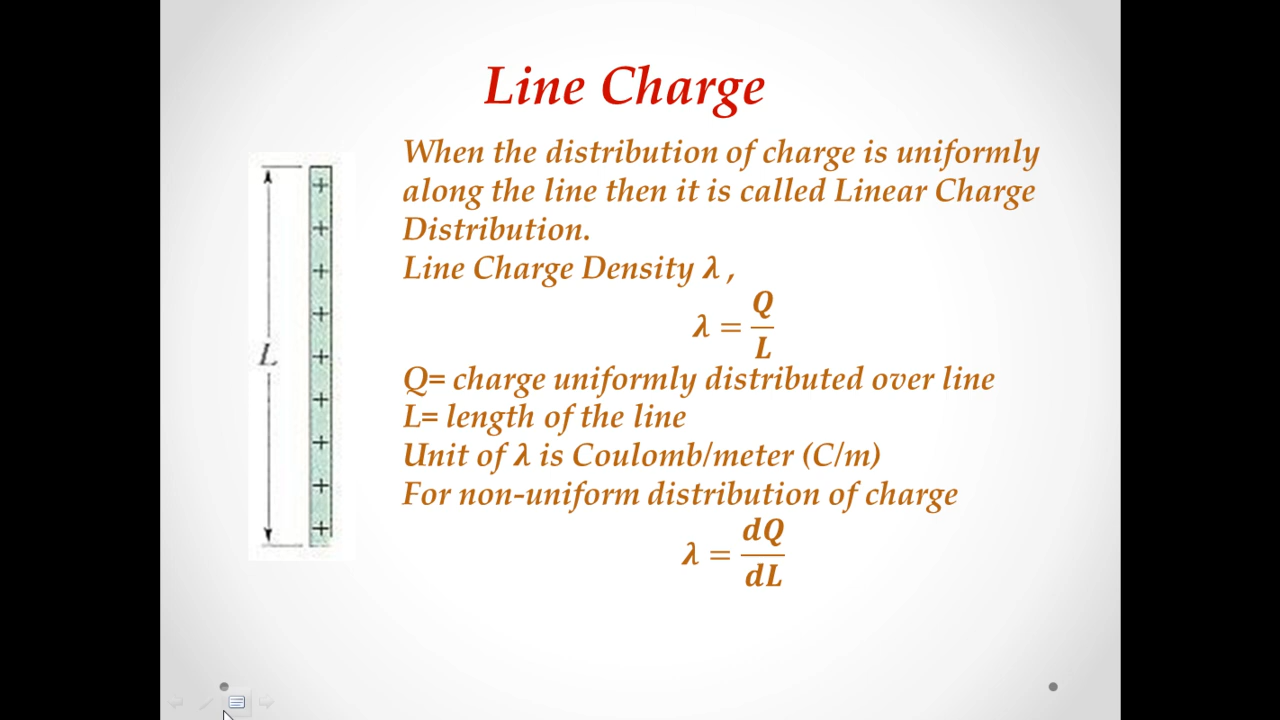 Line Charge
When the distribution of charge is uniformly
along the line then it is called Linear Charge
Distribution.
Line Charge Density λ ,
λ = Q/L
Q= charge uniformly distributed over line
L= length of the line
Unit of λ is Coulomb/meter (C/m)
For non-uniform distribution of charge
λ = dQ/dL
L
+
+
+
+
+
+
+
+
+